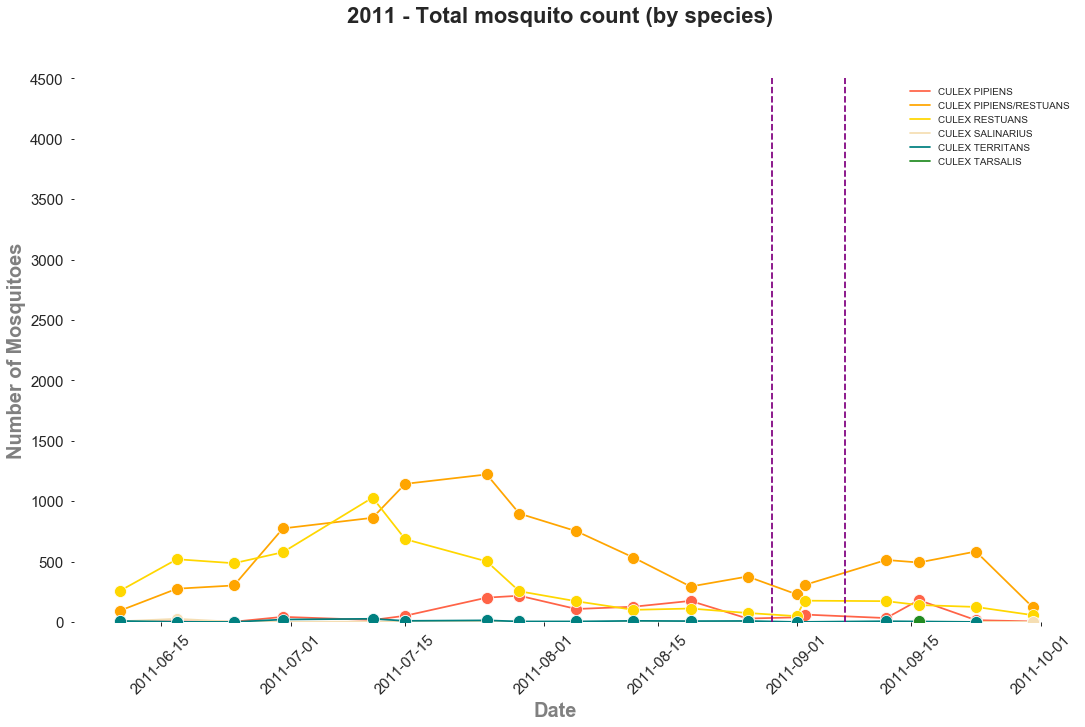 2011 - Total mosquito count (by species)
4500
4000
3500
3000
2500
2000
1500
1000
500
0
Number of Mosquitoes
CULEX PIPIENS
CULEX PIPIENS/RESTUANS
CULEX RESTUANS
CULEX SALINARIUS
CULEX TERRITANS
CULEX TARSALIS
2011-06-15
2011-07-01
2011-07-15
2011-08-01
2011-08-15
2011-09-01
2011-09-15
2011-10-01
Date